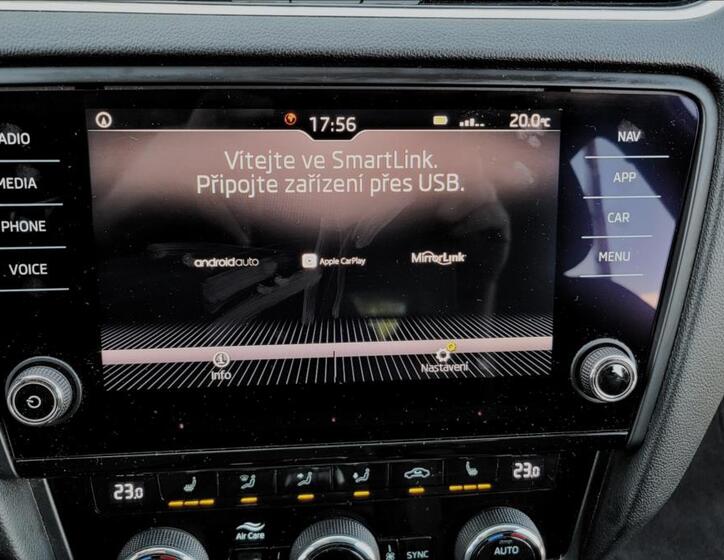 17:56
20.0°C
Vítejte ve SmartLink.
Připojte zařízení přes USB.
androidauto
Apple CarPlay
MirrorLink
Info
Nastavení
RADIO
MEDIA
PHONE
VOICE
NAV
APP
CAR
MENU
23.0
23.0
Air Care
SYNC
AUTO